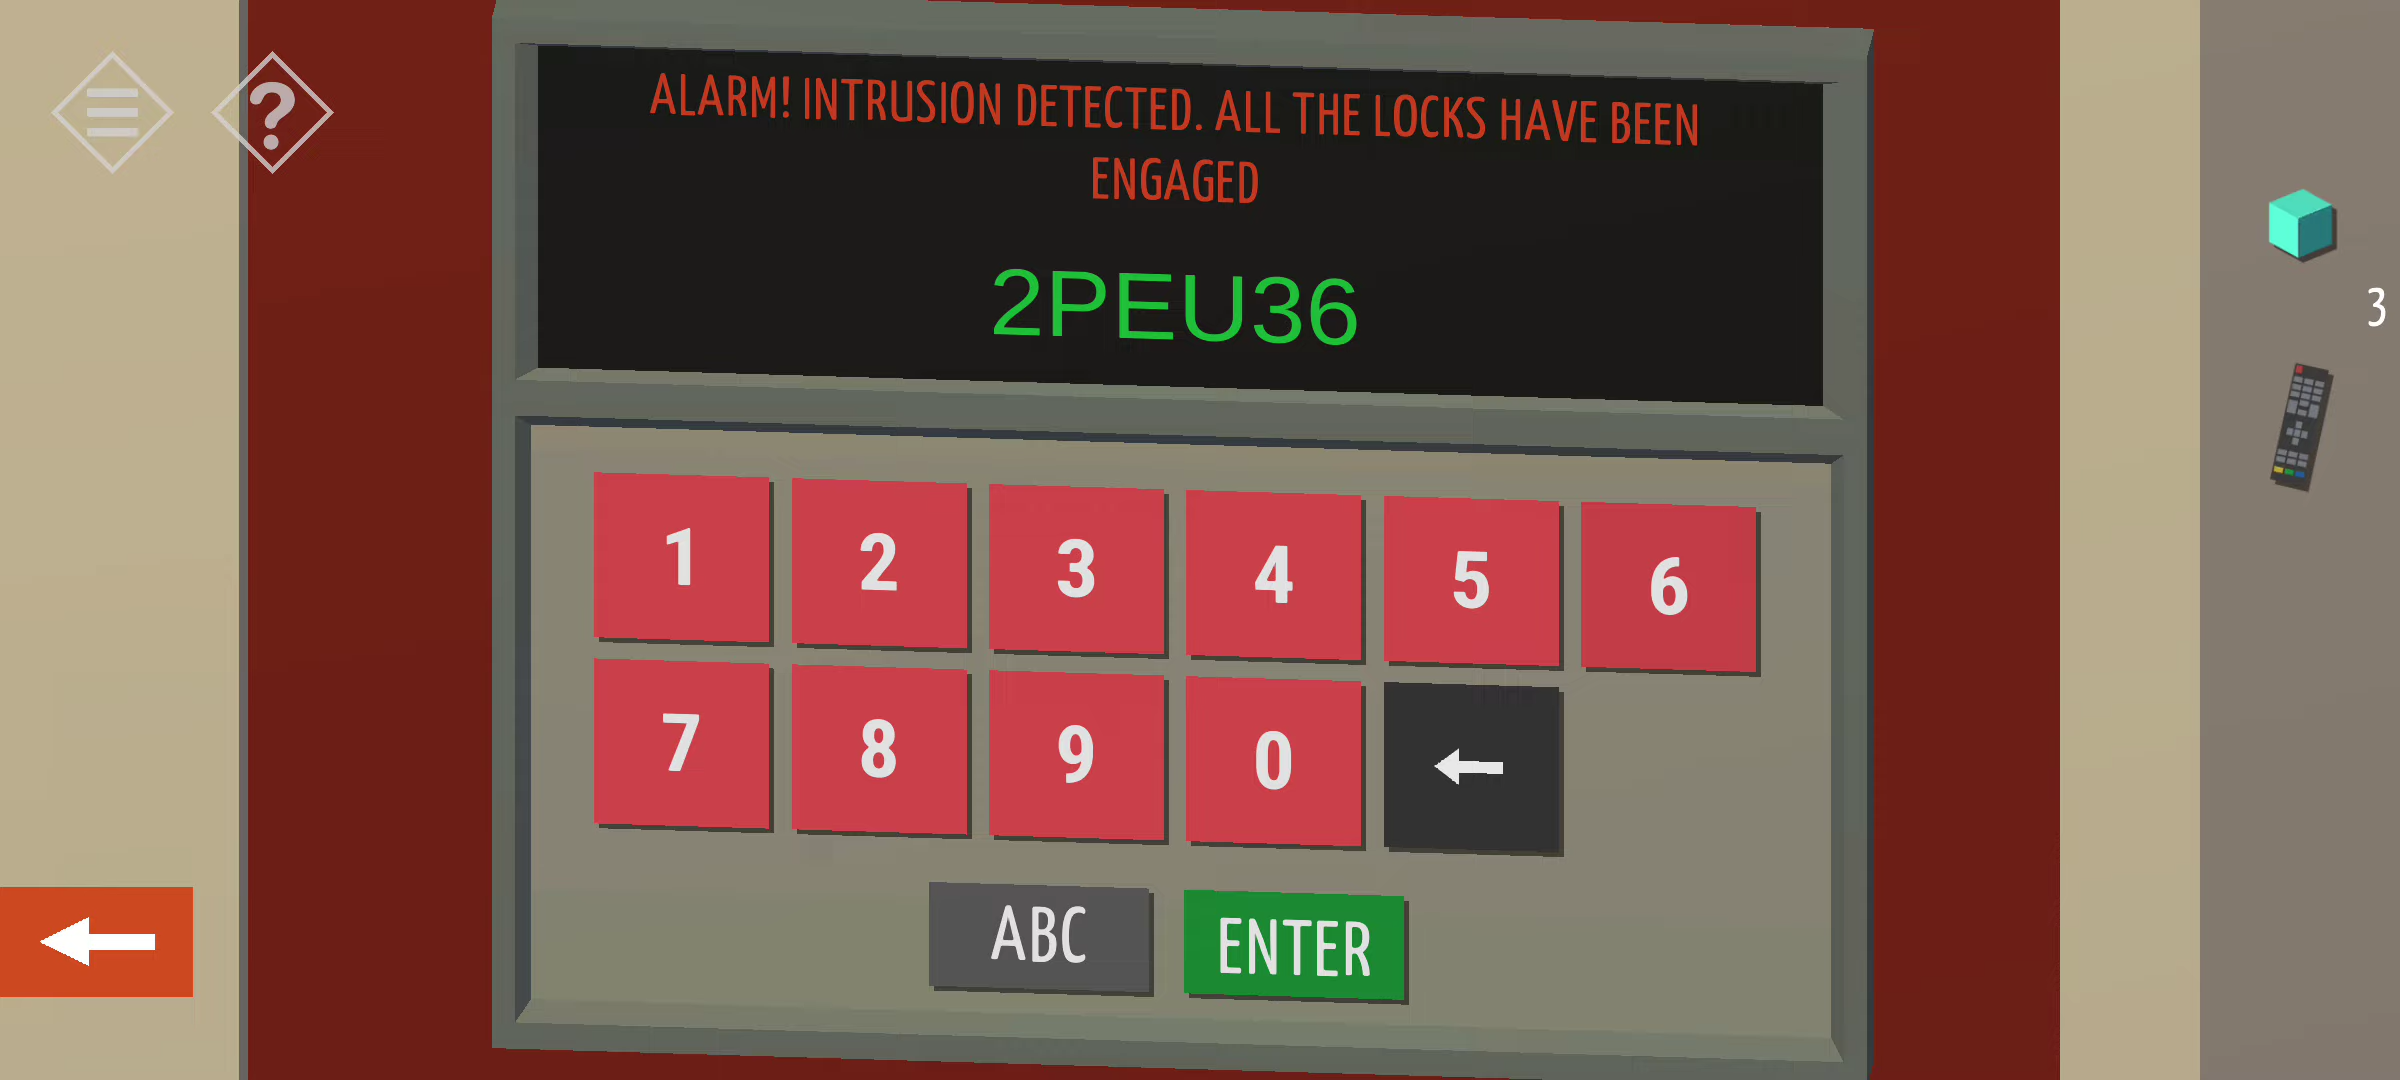 ALARM! INTRUSION DETECTED. ALL THE LOCKS HAVE BEEN
ENGAGED
2PEU36
?
3
1 2 3 4 5 6
7 8 9 0
ABC ENTER